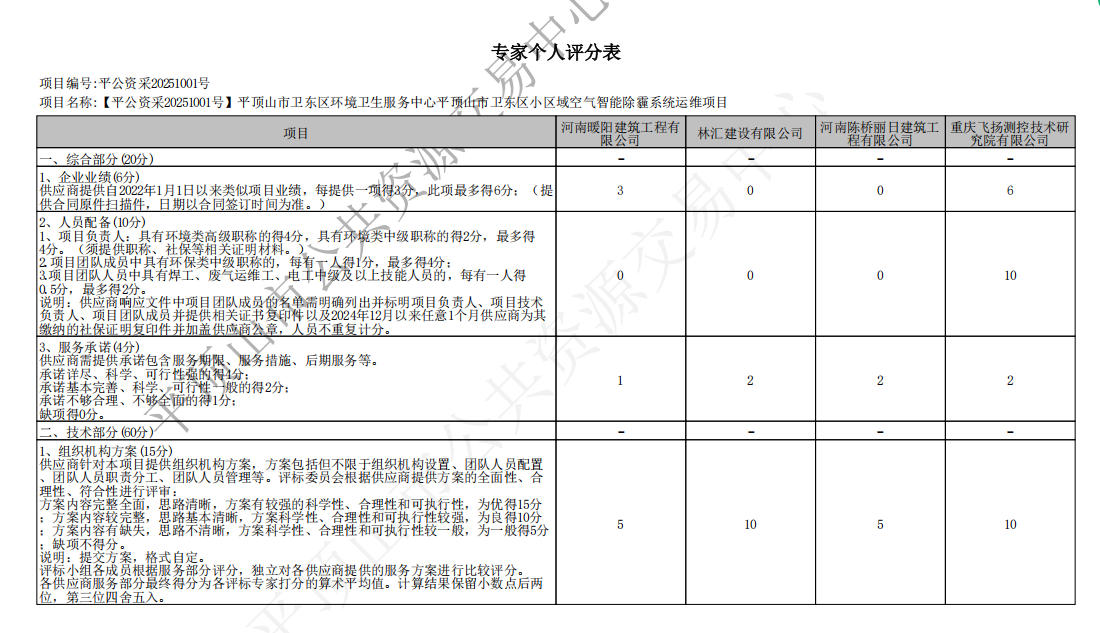 专家个人评分表
项目编号:平公资采20251001号
项目名称:【平公资采20251001号】平顶山市卫东区环境卫生服务中心平顶山市卫东区小区域空气智能除霾系统运维项目
项目
河南暖阳建筑工程有
限公司
林汇建设有限公司
河南陈桥丽日建筑工
程有限公司
重庆飞扬测控技术研
究院有限公司
一、综合部分(20分)
-
-
-
-
1、企业业绩(6分)
供应商提供自2022年1月1日以来类似项目业绩，每提供一项得3分，此项最多得6分；（提
供合同原件扫描件，日期以合同签订时间为准。）
3
0
0
6
2、人员配备(10分)
1、项目负责人：具有环境类高级职称的得4分，具有环境类中级职称的得2分，最多得
4分。（须提供职称、社保等相关证明材料。）
2.项目团队成员中具有环保类中级职称的，每有一人得1分，最多得4分；
3.项目团队人员中具有焊工、废气运维工、电工中级及以上技能人员的，每有一人得
0.5分，最多得2分。
说明：供应商响应文件中项目团队成员的名单需明确列出并标明项目负责人、项目技术
负责人、项目团队成员并提供相关证书复印件以及2024年12月以来任意1个月供应商为其
缴纳的社保证明复印件并加盖供应商公章，人员不重复计分。
0
0
0
10
3、服务承诺(4分)
供应商需提供承诺包含服务期限、服务措施、后期服务等。
承诺详尽、科学、可行性强的得4分；
承诺基本完善、科学、可行性一般的得2分；
承诺不够合理、不够全面的得1分；
缺项得0分。
1
2
2
2
二、技术部分(60分)
-
-
-
-
1、组织机构方案(15分)
供应商针对本项目提供组织机构方案，方案包括但不限于组织机构设置、团队人员配置
、团队人员职责分工、团队人员管理等。评标委员会根据供应商提供方案的全面性、合
理性、符合性进行评审：
方案内容完整全面，思路清晰，方案有较强的科学性、合理性和可执行性，为优得15分
；方案内容较完整，思路基本清晰，方案科学性、合理性和可执行性较强，为良得10分
；方案内容有缺失，思路不清晰，方案科学性、合理性和可执行性较一般，为一般得5分
；缺项不得分。
说明：提交方案，格式自定。
评标小组各成员根据服务部分评分，独立对各供应商提供的服务方案进行比较评分。
各供应商服务部分最终得分为各评标专家打分的算术平均值。计算结果保留小数点后两
位，第三位四舍五入。
5
10
5
10
平顶山市公共资源交易中心
平顶山市公共资源交易中心